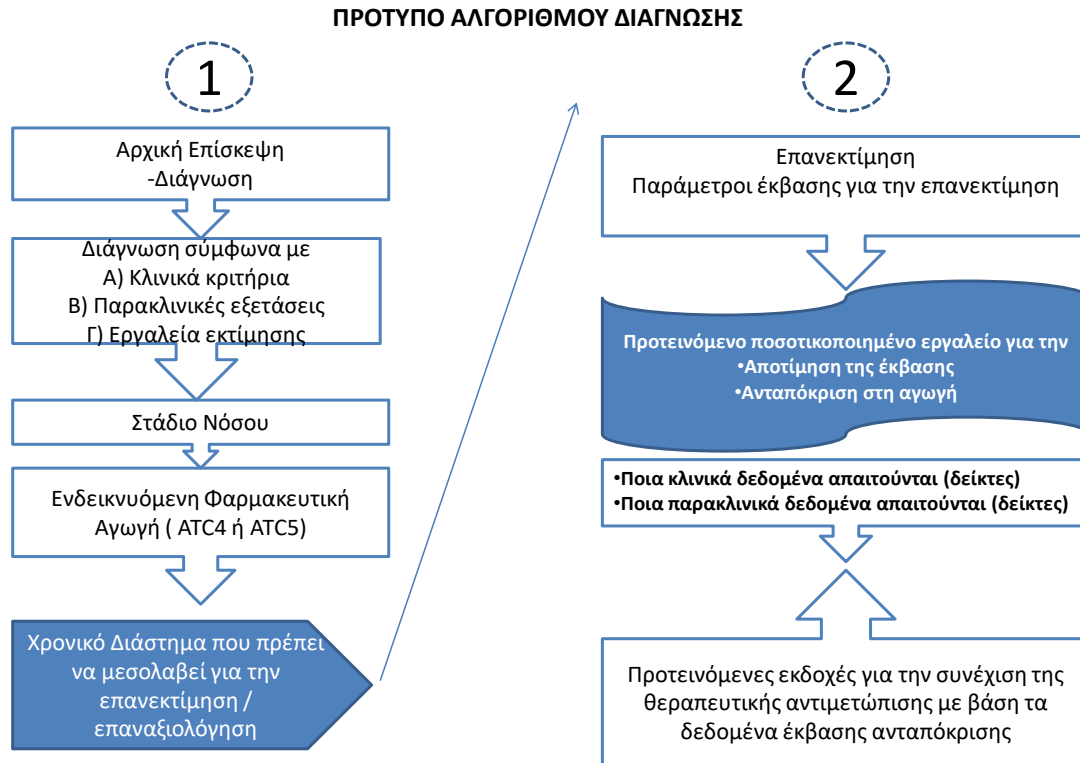 ΠΡΟΤΥΠΟ ΑΛΓΟΡΙΘΜΟΥ ΔΙΑΓΝΩΣΗΣ
1
Αρχική Επίσκεψη
-Διάγνωση
Διάγνωση σύμφωνα με
Α) Κλινικά κριτήρια
Β) Παρακλινικές εξετάσεις
Γ) Εργαλεία εκτίμησης
Στάδιο Νόσου
Ενδεικνυόμενη Φαρμακευτική
Αγωγή ( ATC4 ή ATC5)
Χρονικό Διάστημα που πρέπει
να μεσολαβεί για την
επανεκτίμηση /
επαναξιολόγηση
2
Επανεκτίμηση
Παράμετροι έκβασης για την επανεκτίμηση
Προτεινόμενο ποσοτικοποιημένο εργαλείο για την
•Αποτίμηση της έκβασης
•Ανταπόκριση στη αγωγή
•Ποια κλινικά δεδομένα απαιτούνται (δείκτες)
•Ποια παρακλινικά δεδομένα απαιτούνται (δείκτες)
Προτεινόμενες εκδοχές για την συνέχιση της
θεραπευτικής αντιμετώπισης με βάση τα
δεδομένα έκβασης ανταπόκρισης